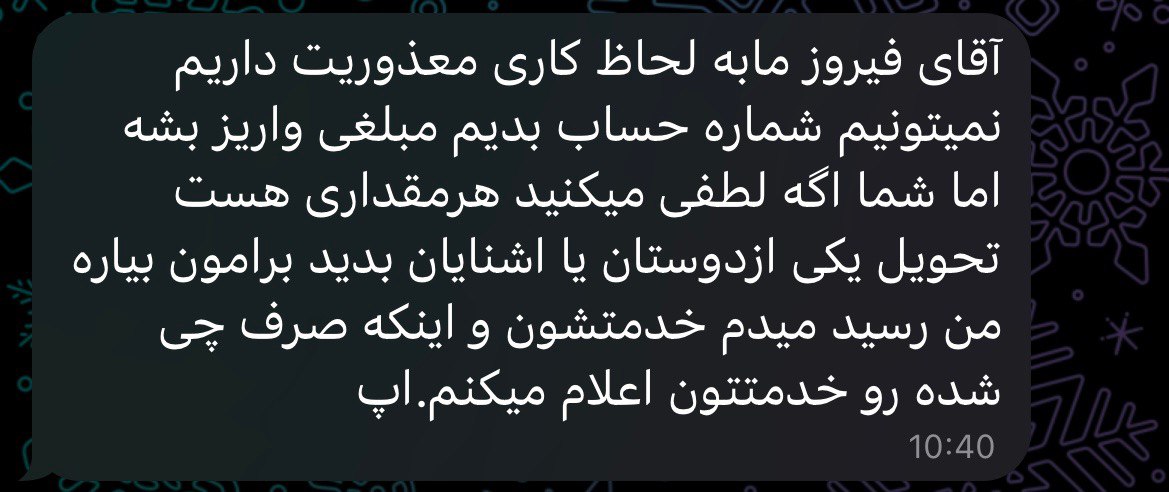 آقای فیروز مابه لحاظ کاری معذوریت داریم
نمیتونیم شماره حساب بدیم مبلغی واریز بشه
اما شما اگه لطفی میکنید هرمقداری هست
تحویل یکی ازدوستان یا اشنایان بدید برامون بیاره
من رسید میدم خدمتشون و اینکه صرف چی
شده رو خدمتتون اعلام میکنم.اپ
10:40